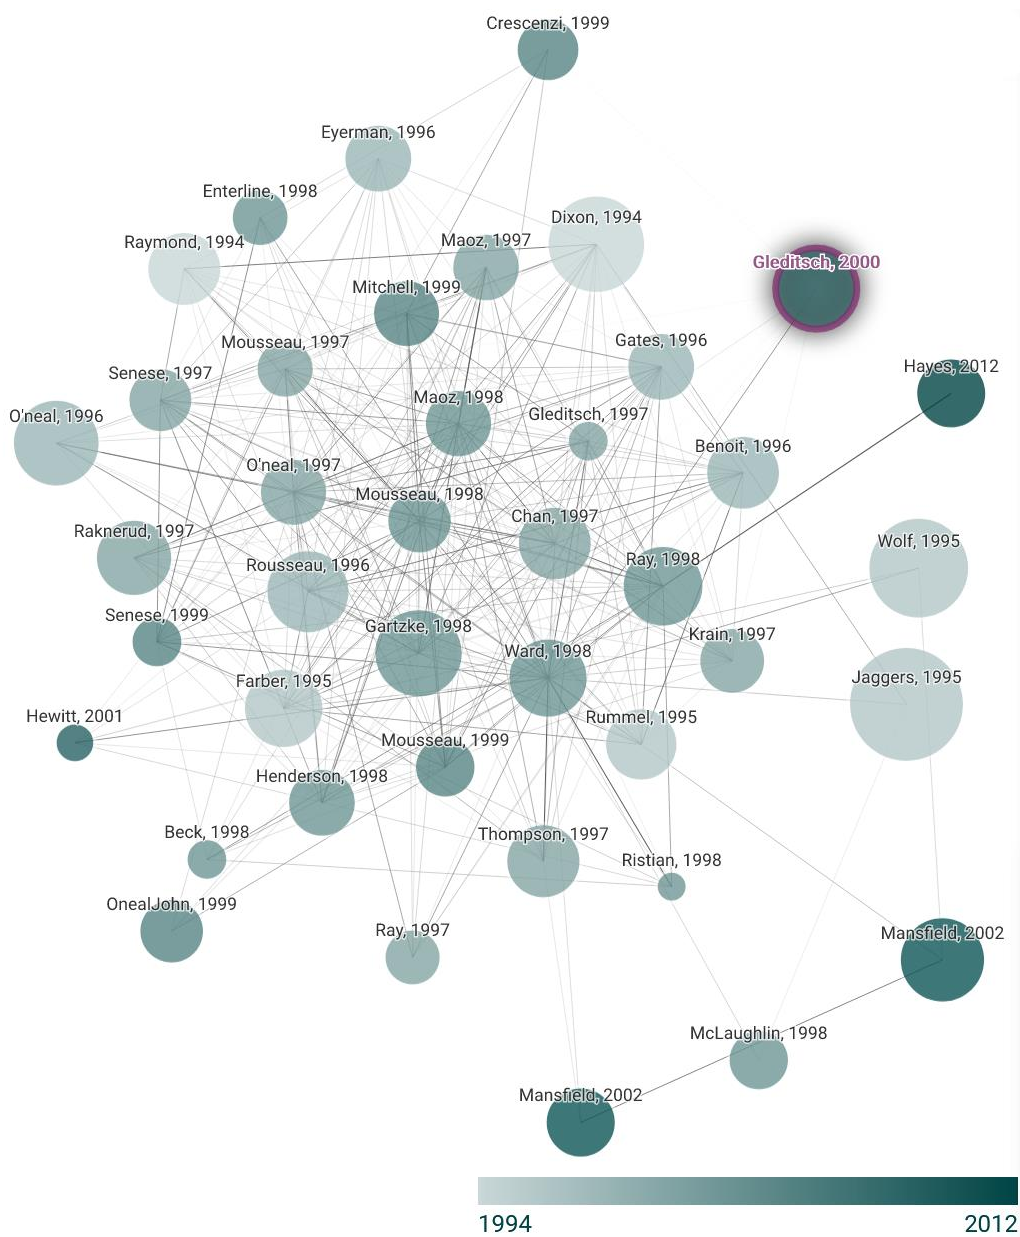 Crescenzi, 1999
Eyerman, 1996
Enterline, 1998
Dixon, 1994
Raymond, 1994
Maoz, 1997
Gleditsch, 2000
Mitchell, 1999
Mousseau, 1997
Gates, 1996
Senese, 1997
Hayes, 2012
Maoz, 1998
O'neal, 1996
Gleditsch, 1997
Benoit, 1996
O'neal, 1997
Mousseau, 1998
Chan, 1997
Raknerud, 1997
Wolf, 1995
Rousseau, 1996
Ray, 1998
Senese, 1999
Gartzke, 1998
Krain, 1997
Ward, 1998
Farber, 1995
Jaggers, 1995
Hewitt, 2001
Rummel, 1995
Mousseau, 1999
Henderson, 1998
Beck, 1998
Thompson, 1997
Ristian, 1998
OnealJohn, 1999
Ray, 1997
Mansfield, 2002
McLaughlin, 1998
Mansfield, 2002
1994 2012